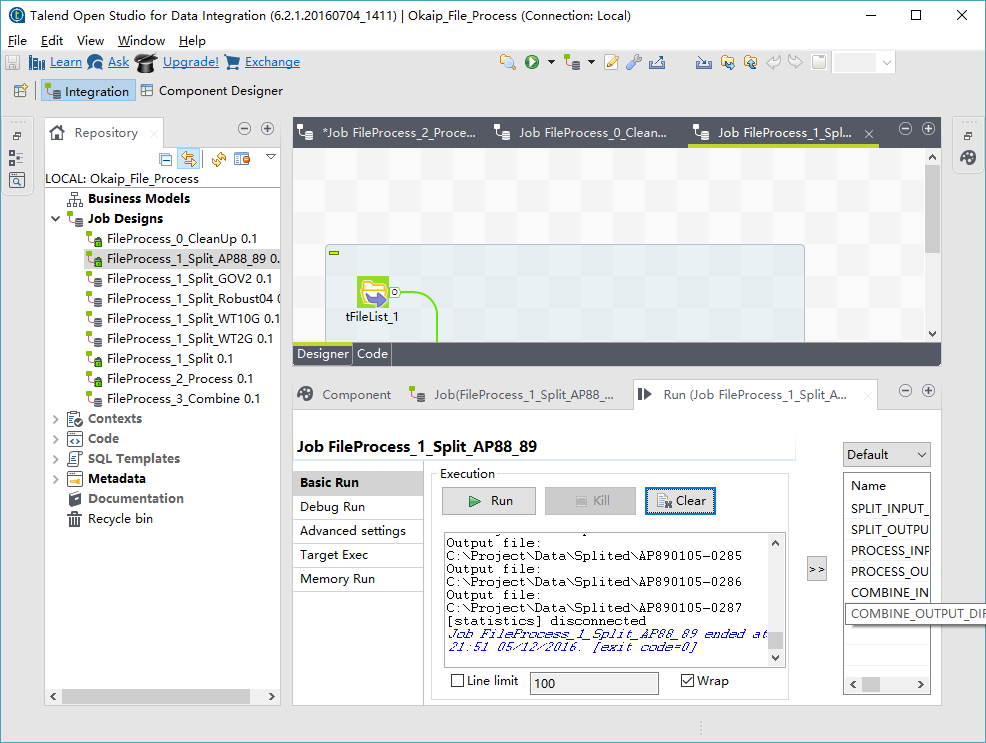 Talend Open Studio for Data Integration (6.2.1.20160704_1411) | Okaip_File_Process (Connection: Local)
File Edit View Window Help
Learn Ask Upgrade! Exchange
Integration Component Designer
Repository
LOCAL: Okaip_File_Process
Business Models
Job Designs
FileProcess_0_CleanUp 0.1
FileProcess_1_Split_AP88_89 0.
FileProcess_1_Split_GOV2 0.1
FileProcess_1_Split_Robust04 0
FileProcess_1_Split_WT10G 0.1
FileProcess_1_Split_WT2G 0.1
FileProcess_1_Split 0.1
FileProcess_2_Process 0.1
FileProcess_3_Combine 0.1
Contexts
Code
SQL Templates
Metadata
Documentation
Recycle bin
*Job FileProcess_2_Proce... Job FileProcess_0_Clean... Job FileProcess_1_Spl...
tFileList_1
Designer Code
Component Job(FileProcess_1_Split_AP88_... Run (Job FileProcess_1_Split_A...
Job FileProcess_1_Split_AP88_89
Basic Run
Debug Run
Advanced settings
Target Exec
Memory Run
Execution
Run Kill Clear
Output file:
C:\Project\Data\Splited\AP890105-0285
Output file:
C:\Project\Data\Splited\AP890105-0286
Output file:
C:\Project\Data\Splited\AP890105-0287
[statistics] disconnected
Job FileProcess_1_Split_AP88_89 ended at
21:51 05/12/2016. [exit code=0]
Line limit 100 Wrap
>>
Default
Name
SPLIT_INPUT_
SPLIT_OUTPU
PROCESS_INP
PROCESS_OU
COMBINE_IN
COMBINE_OUTPUT_DIR